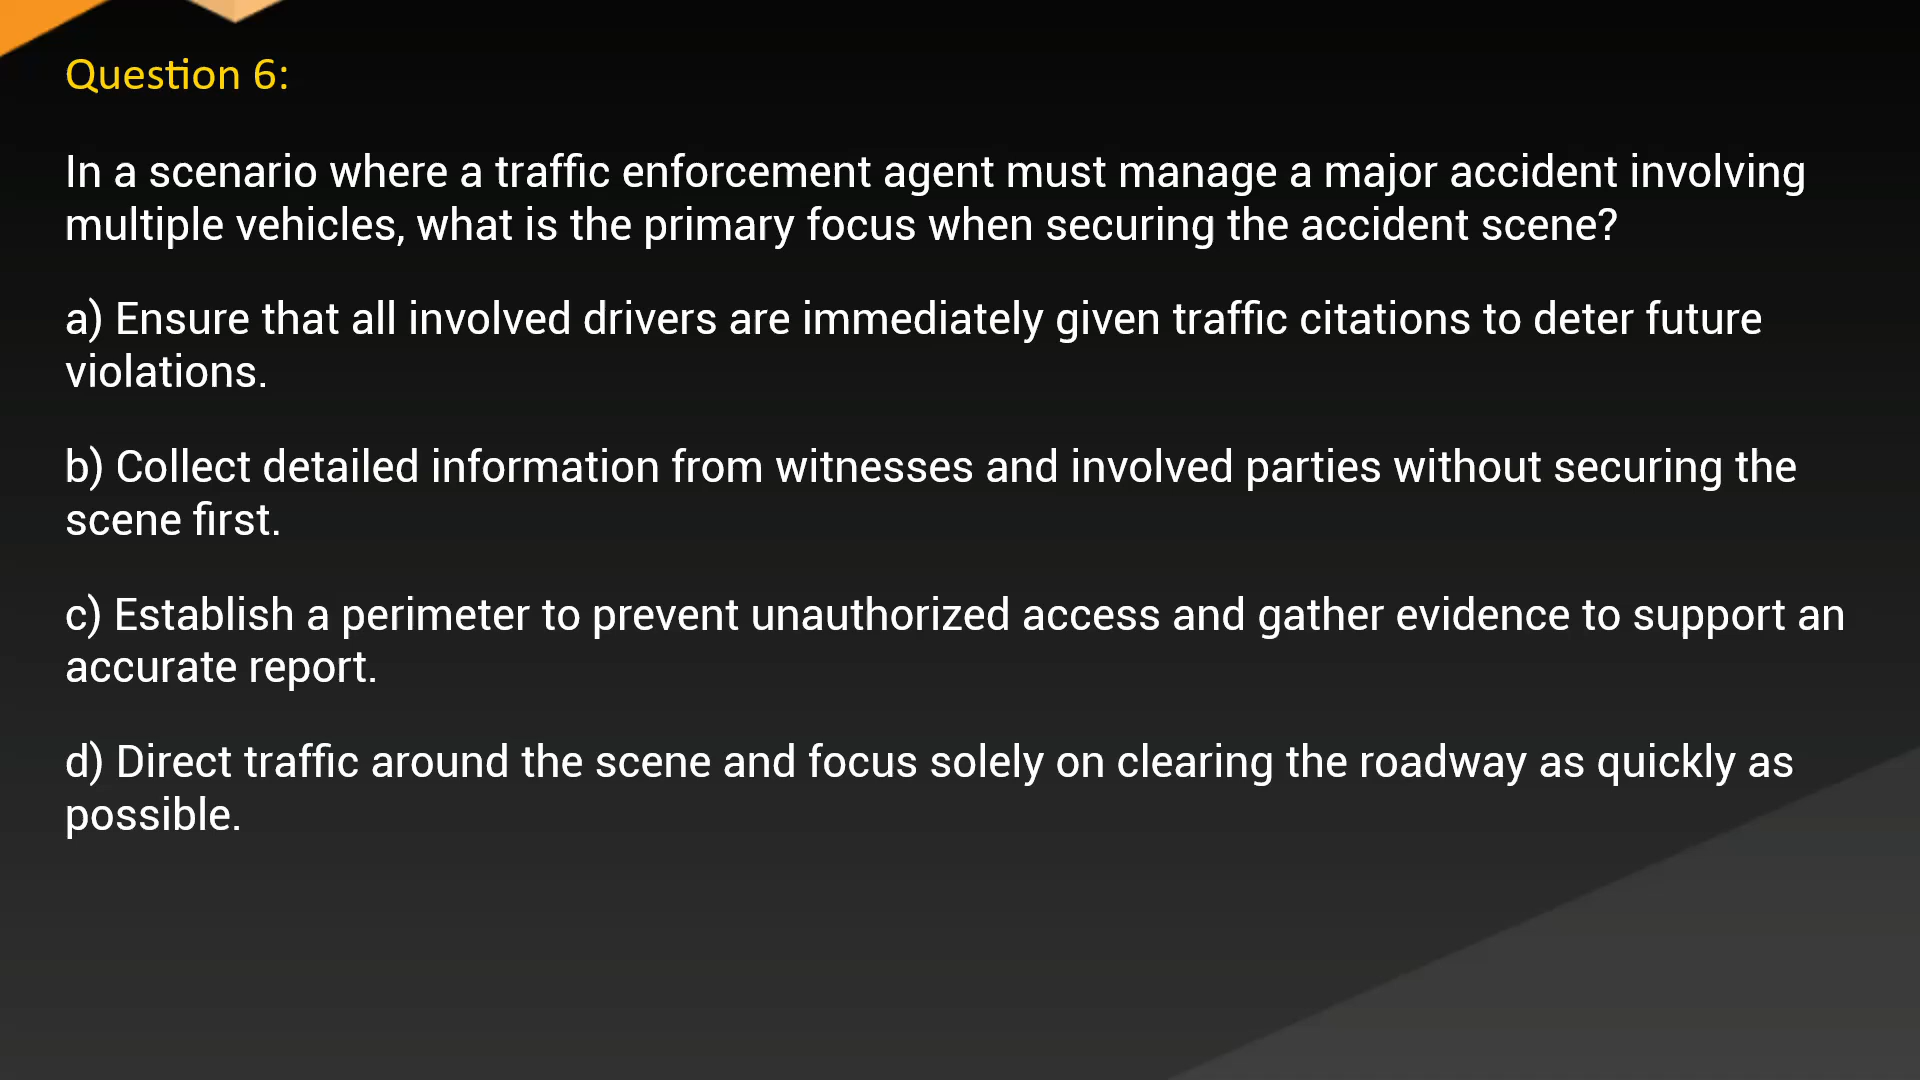 Question 6:
In a scenario where a traffic enforcement agent must manage a major accident involving
multiple vehicles, what is the primary focus when securing the accident scene?
a) Ensure that all involved drivers are immediately given traffic citations to deter future
violations.
b) Collect detailed information from witnesses and involved parties without securing the
scene first.
c) Establish a perimeter to prevent unauthorized access and gather evidence to support an
accurate report.
d) Direct traffic around the scene and focus solely on clearing the roadway as quickly as
possible.